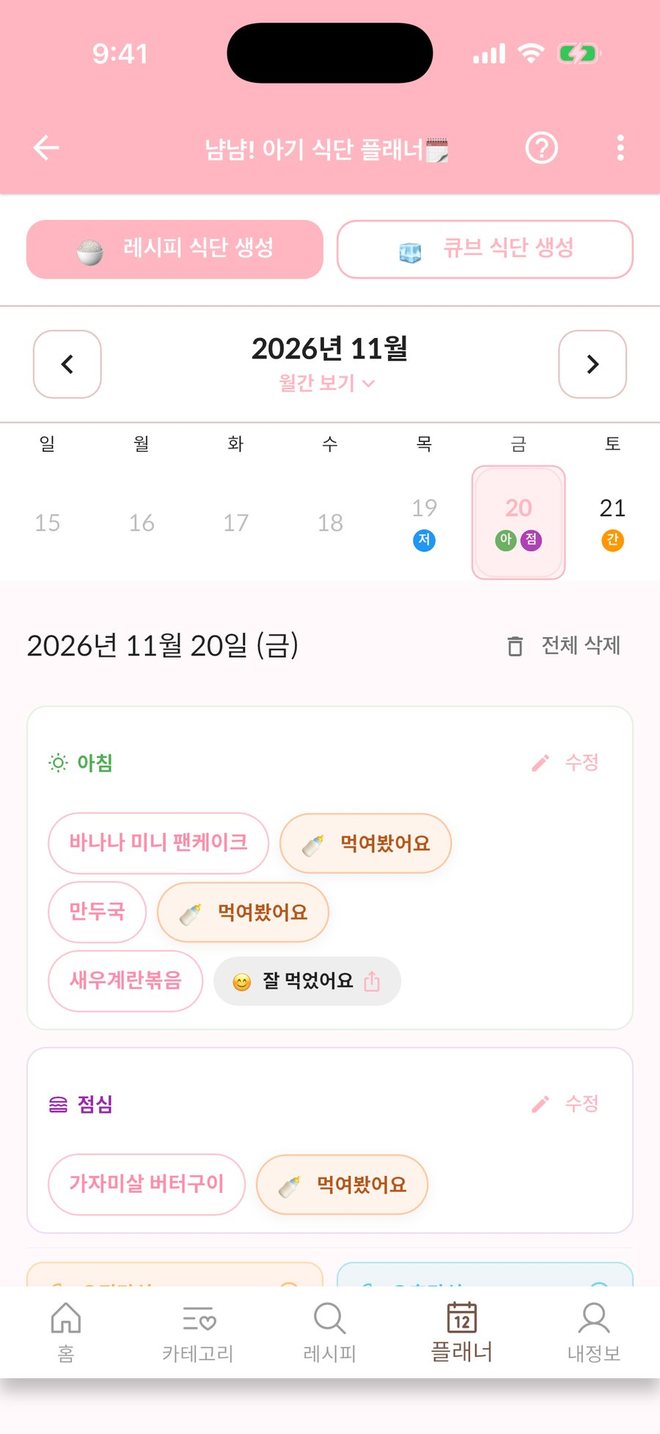 9:41
냠냠! 아기 식단 플래너
레시피 식단 생성
큐브 식단 생성
2026년 11월
월간 보기
일 월 화 수 목 금 토
15 16 17 18 19 20 21
저 아 점 간
2026년 11월 20일 (금)
전체 삭제
아침
수정
바나나 미니 팬케이크
먹여봤어요
만두국
먹여봤어요
새우계란볶음
잘 먹었어요
점심
수정
가자미살 버터구이
먹여봤어요
12
홈 카테고리 레시피 플래너 내정보